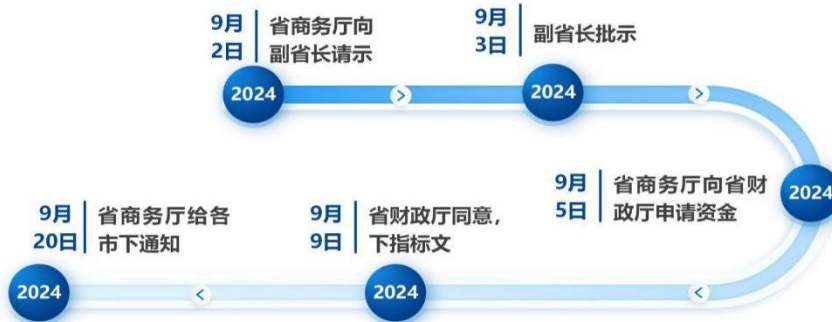 9月
2日
省商务厅向
副省长请示
9月
3日
副省长批示
2024
2024
2024
9月
5日
省商务厅向省财
政厅申请资金
9月
9日
省财政厅同意，
下指标文
9月
20日
省商务厅给各
市下通知
2024
2024